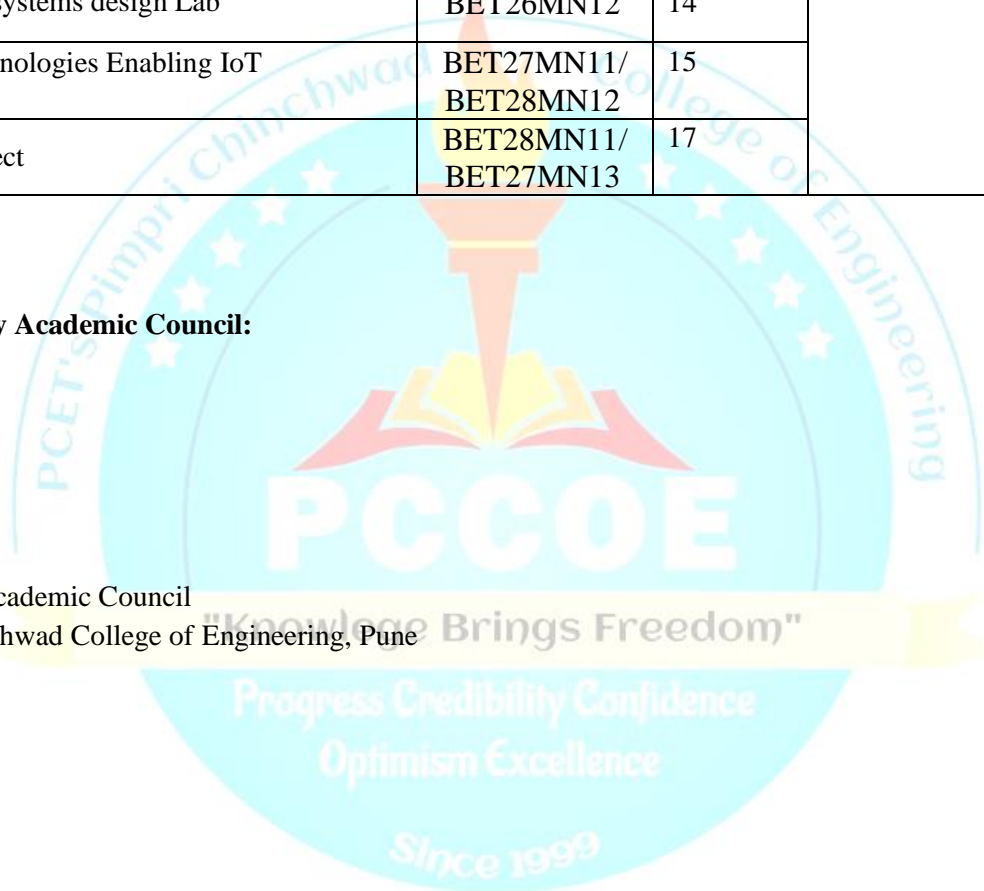 systems design Lab BET26MN12 14
nologies Enabling IoT BET27MN11/ 15
BET28MN12
ect BET28MN11/ 17
BET27MN13
PCET's Pimpri Chinchwad College of Engineering
y Academic Council:
PCCOE
cademic Council
"Knowlege Brings Freedom"
hwad College of Engineering, Pune
Progress Credibility Confidence
Optimism Excellence
Since 1999